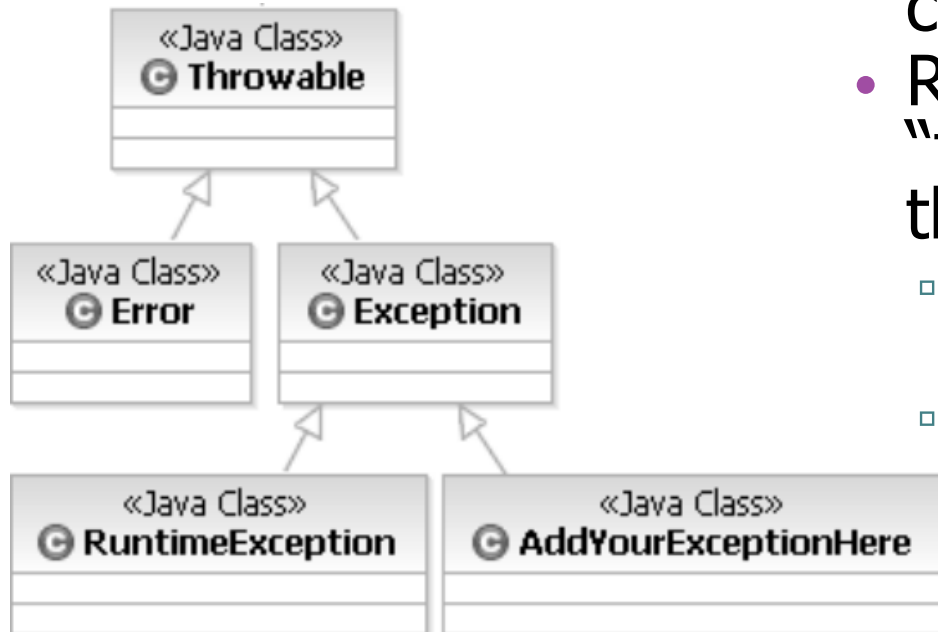 «Java Class»
C Throwable
«Java Class»
C Error
«Java Class»
C Exception
«Java Class»
C RuntimeException
«Java Class»
C AddYourExceptionHere
• R